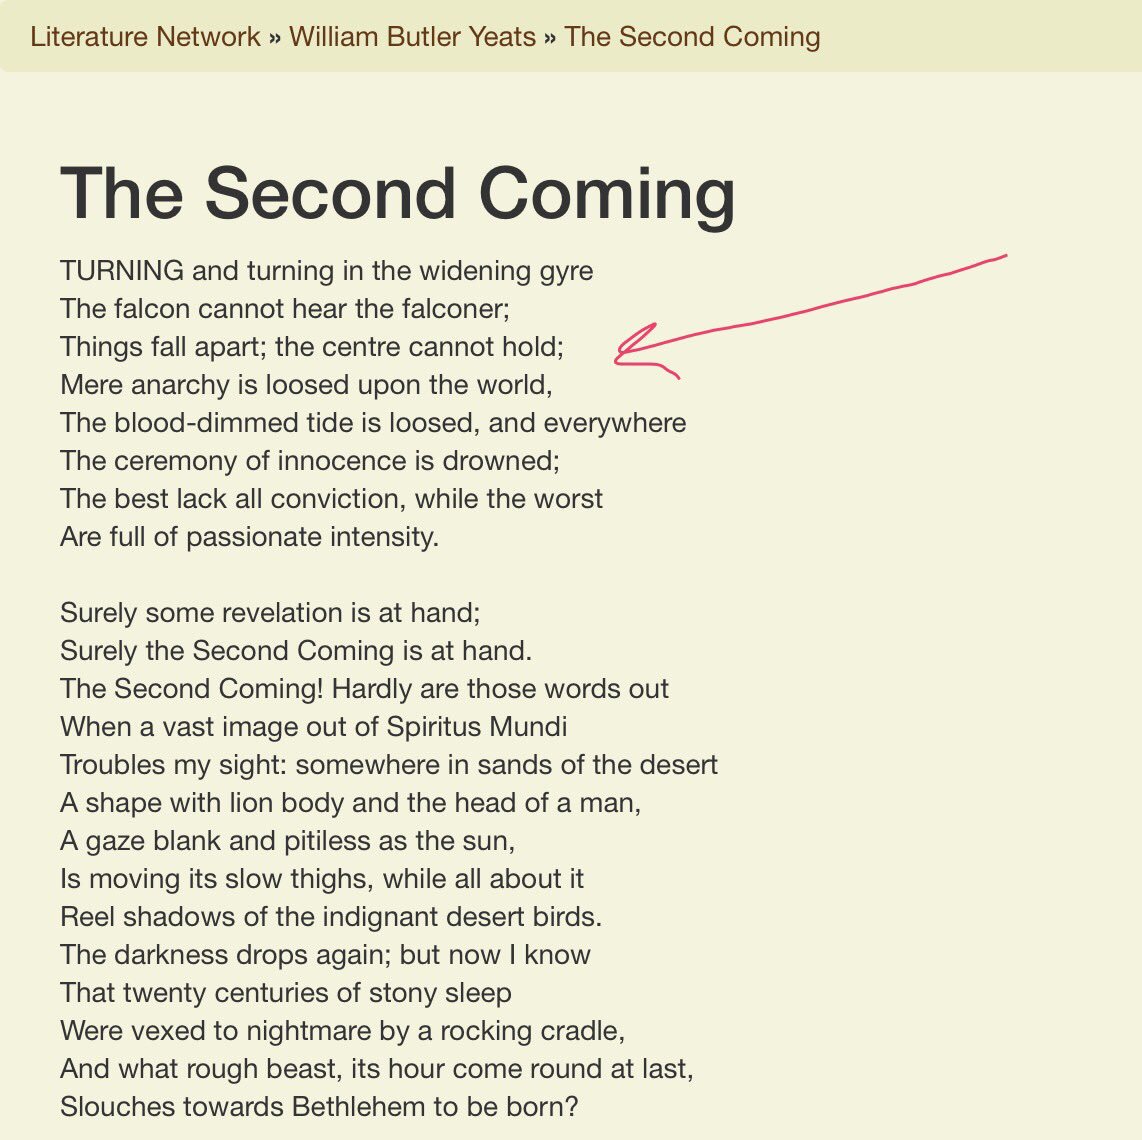 Literature Network » William Butler Yeats » The Second Coming
The Second Coming
TURNING and turning in the widening gyre
The falcon cannot hear the falconer;
Things fall apart; the centre cannot hold;
Mere anarchy is loosed upon the world,
The blood-dimmed tide is loosed, and everywhere
The ceremony of innocence is drowned;
The best lack all conviction, while the worst
Are full of passionate intensity.
Surely some revelation is at hand;
Surely the Second Coming is at hand.
The Second Coming! Hardly are those words out
When a vast image out of Spiritus Mundi
Troubles my sight: somewhere in sands of the desert
A shape with lion body and the head of a man,
A gaze blank and pitiless as the sun,
Is moving its slow thighs, while all about it
Reel shadows of the indignant desert birds.
The darkness drops again; but now I know
That twenty centuries of stony sleep
Were vexed to nightmare by a rocking cradle,
And what rough beast, its hour come round at last,
Slouches towards Bethlehem to be born?